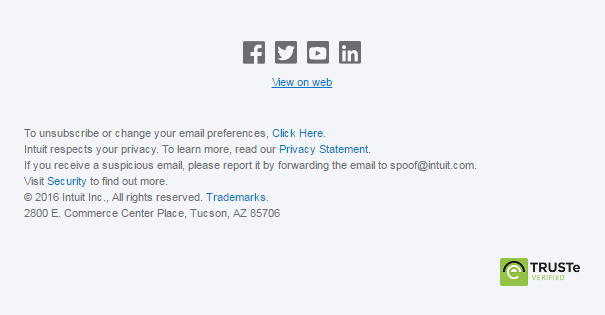 View on web
To unsubscribe or change your email preferences, Click Here.
Intuit respects your privacy. To learn more, read our Privacy Statement.
If you receive a suspicious email, please report it by forwarding the email to spoof@intuit.com.
Visit Security to find out more.
© 2016 Intuit Inc., All rights reserved. Trademarks.
2800 E. Commerce Center Place, Tucson, AZ 85706
TRUSTe
VERIFIED